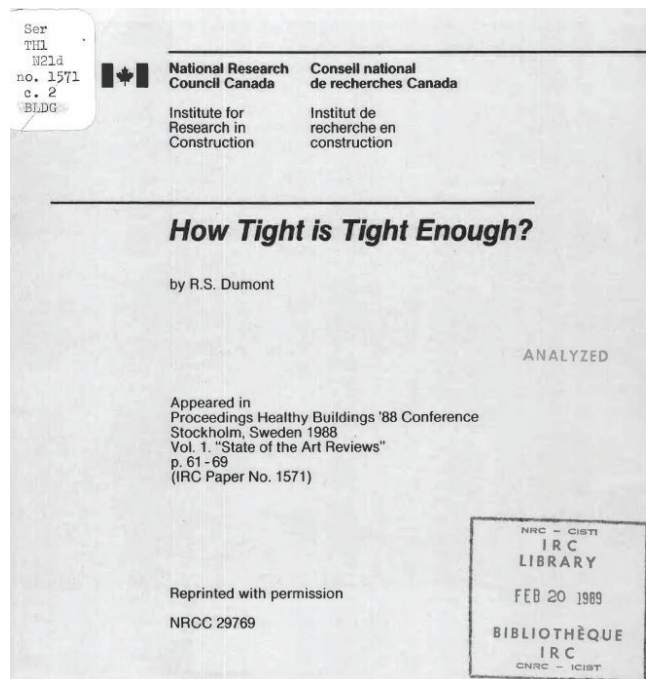 Ser
TH1
N21d
no. 1571
c. 2
BLDG
National Research Council Canada
Conseil national de recherches Canada
Institute for Research in Construction
Institut de recherche en construction
How Tight is Tight Enough?
by R.S. Dumont
ANALYZED
Appeared in
Proceedings Healthy Buildings '88 Conference
Stockholm, Sweden 1988
Vol. 1. "State of the Art Reviews"
p. 61-69
(IRC Paper No. 1571)
Reprinted with permission
NRCC 29769
NRC - CISTI
IRC
LIBRARY
FEB 20 1989
BIBLIOTHÈQUE
IRC
CNRC - ICIST